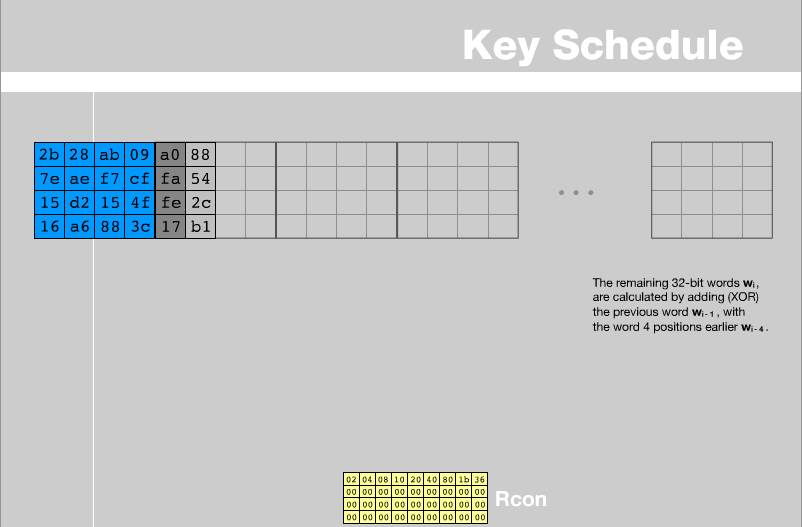 Key Schedule
2b 28 ab 09 a0 88
7e ae f7 cf fa 54
15 d2 15 4f fe 2c
16 a6 88 3c 17 b1
The remaining 32-bit words wi,
are calculated by adding (XOR)
the previous word wi-1, with
the word 4 positions earlier wi-4.
02 04 08 10 20 40 80 1b 36
00 00 00 00 00 00 00 00 00
00 00 00 00 00 00 00 00 00
00 00 00 00 00 00 00 00 00
Rcon